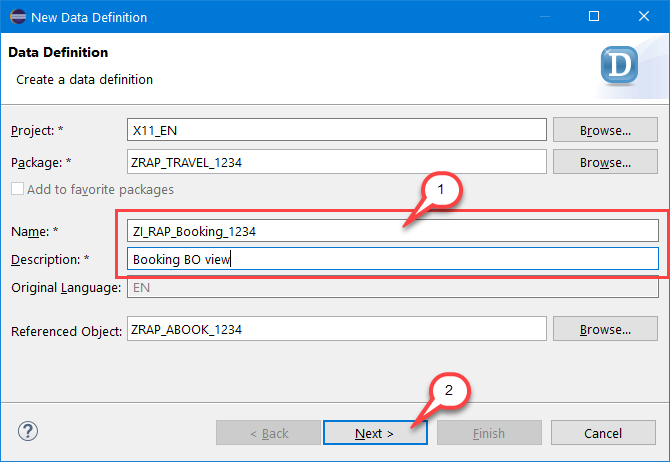 New Data Definition
Data Definition
Create a data definition
D
Project: * X11_EN Browse...
Package: * ZRAP_TRAVEL_1234 Browse...
Add to favorite packages
1
Name: * ZI_RAP_Booking_1234
Description: * Booking BO view
Original Language: EN
Referenced Object: ZRAP_ABOOK_1234 Browse...
2
? < Back Next > Finish Cancel